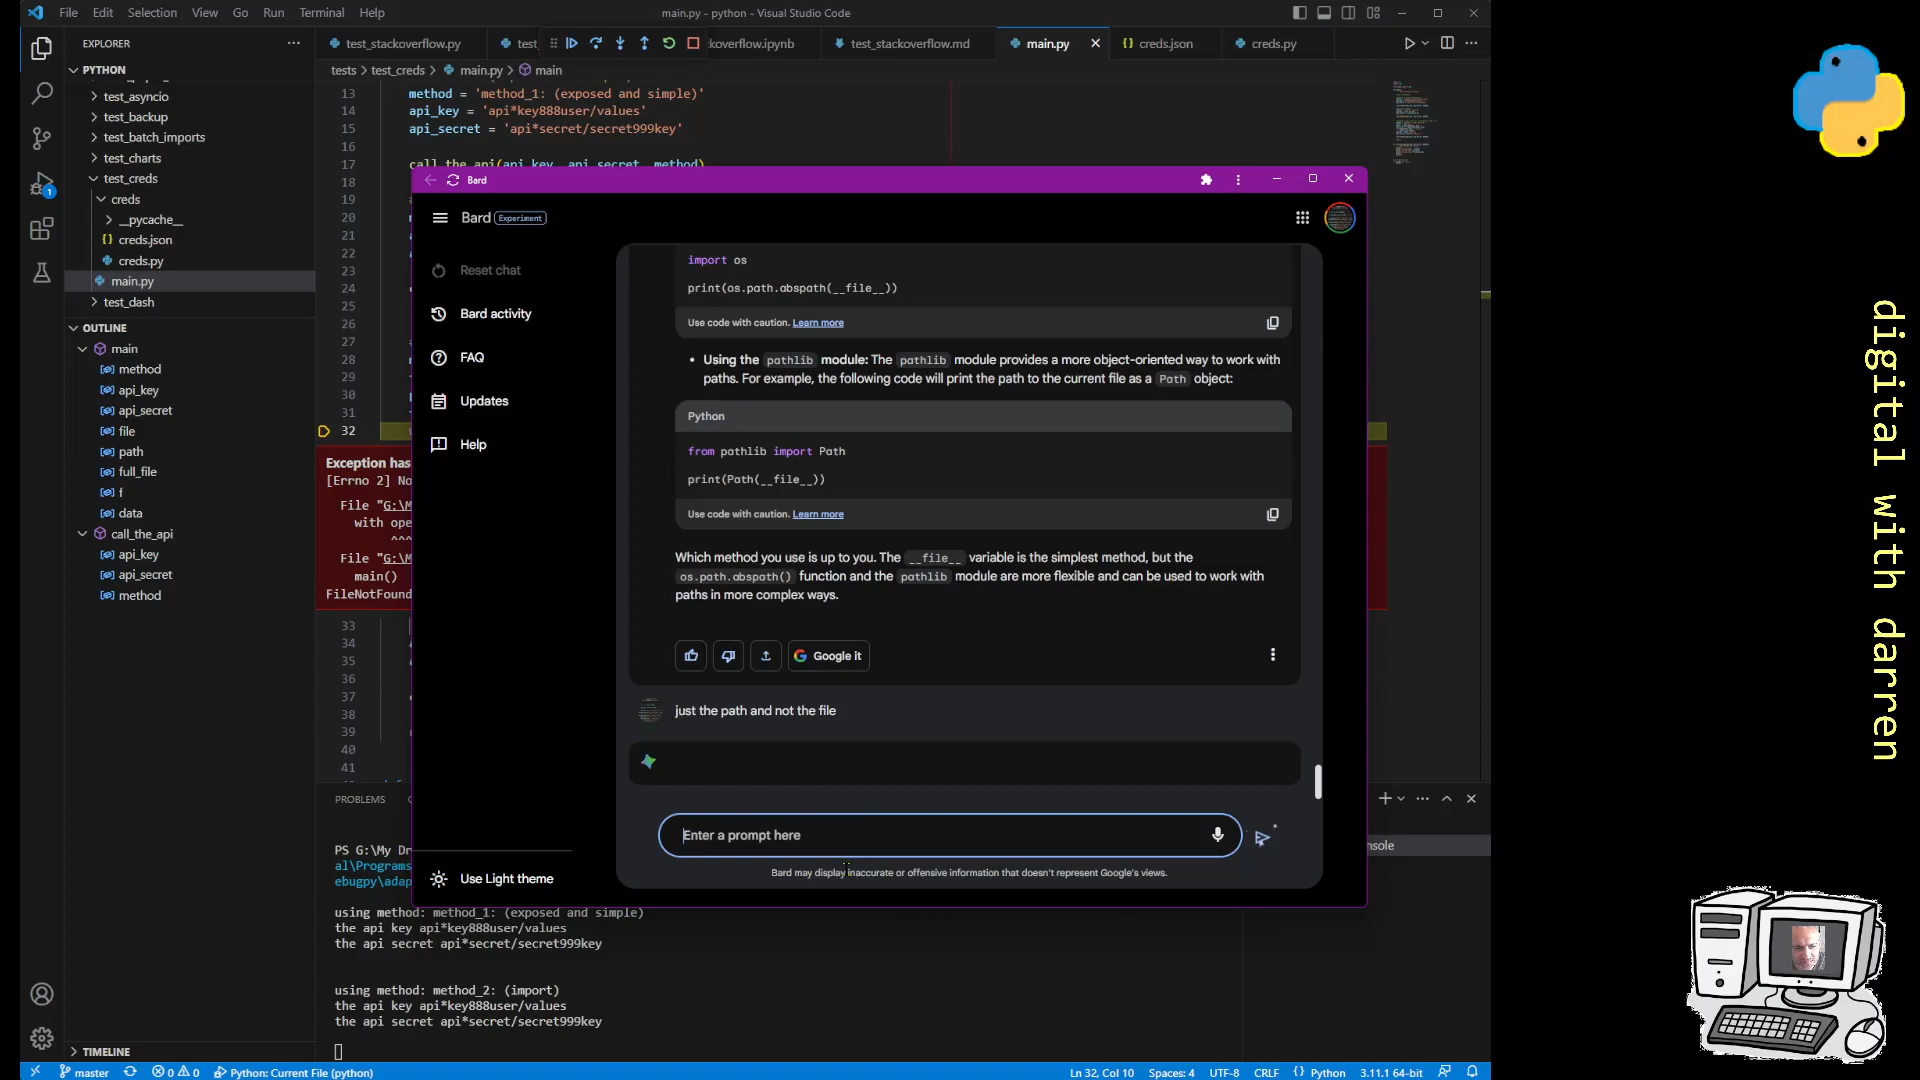 File Edit Selection View Go Run Terminal Help
main.py - python - Visual Studio Code
EXPLORER
test_stackoverflow.py
koverflow.ipynb
test_stackoverflow.md
main.py
creds.json
creds.py
PYTHON
tests > test_creds > main.py > main
test_asyncio
test_backup
test_batch_imports
test_charts
test_creds
creds
__pycache__
creds.json
creds.py
main.py
test_dash
OUTLINE
main
method
api_key
api_secret
file
path
full_file
f
data
call_the_api
api_key
api_secret
method
TIMELINE
13 method = 'method_1: (exposed and simple)'
14 api_key = 'api*key888user/values'
15 api_secret = 'api*secret/secret999key'
16
17 call_the_api(api_key, api_secret, method)
18
19
20
21
22
23
24
25
26
27
28
29
30
31
32
Exception has
[Errno 2] No
File "G:\M
with ope
^^^
File "G:\M
main()
FileNotFound
33
34
35
36
37
38
39
40
41
Bard
Bard Experiment
Reset chat
Bard activity
FAQ
Updates
Help
Use Light theme
import os
print(os.path.abspath(__file__))
Use code with caution. Learn more
• Using the pathlib module: The pathlib module provides a more object-oriented way to work with
paths. For example, the following code will print the path to the current file as a Path object:
Python
from pathlib import Path
print(Path(__file__))
Use code with caution. Learn more
Which method you use is up to you. The __file__ variable is the simplest method, but the
os.path.abspath() function and the pathlib module are more flexible and can be used to work with
paths in more complex ways.
Google it
just the path and not the file
Enter a prompt here
Bard may display inaccurate or offensive information that doesn't represent Google's views.
PROBLEMS
PS G:\My Dr
al\Programs
ebugpy\adap
nsole
using method: method_1: (exposed and simple)
the api key api*key888user/values
the api secret api*secret/secret999key
using method: method_2: (import)
the api key api*key888user/values
the api secret api*secret/secret999key
master 0 0 Python: Current File (python)
Ln 32, Col 10 Spaces: 4 UTF-8 CRLF Python 3.11.1 64-bit
digital with darren